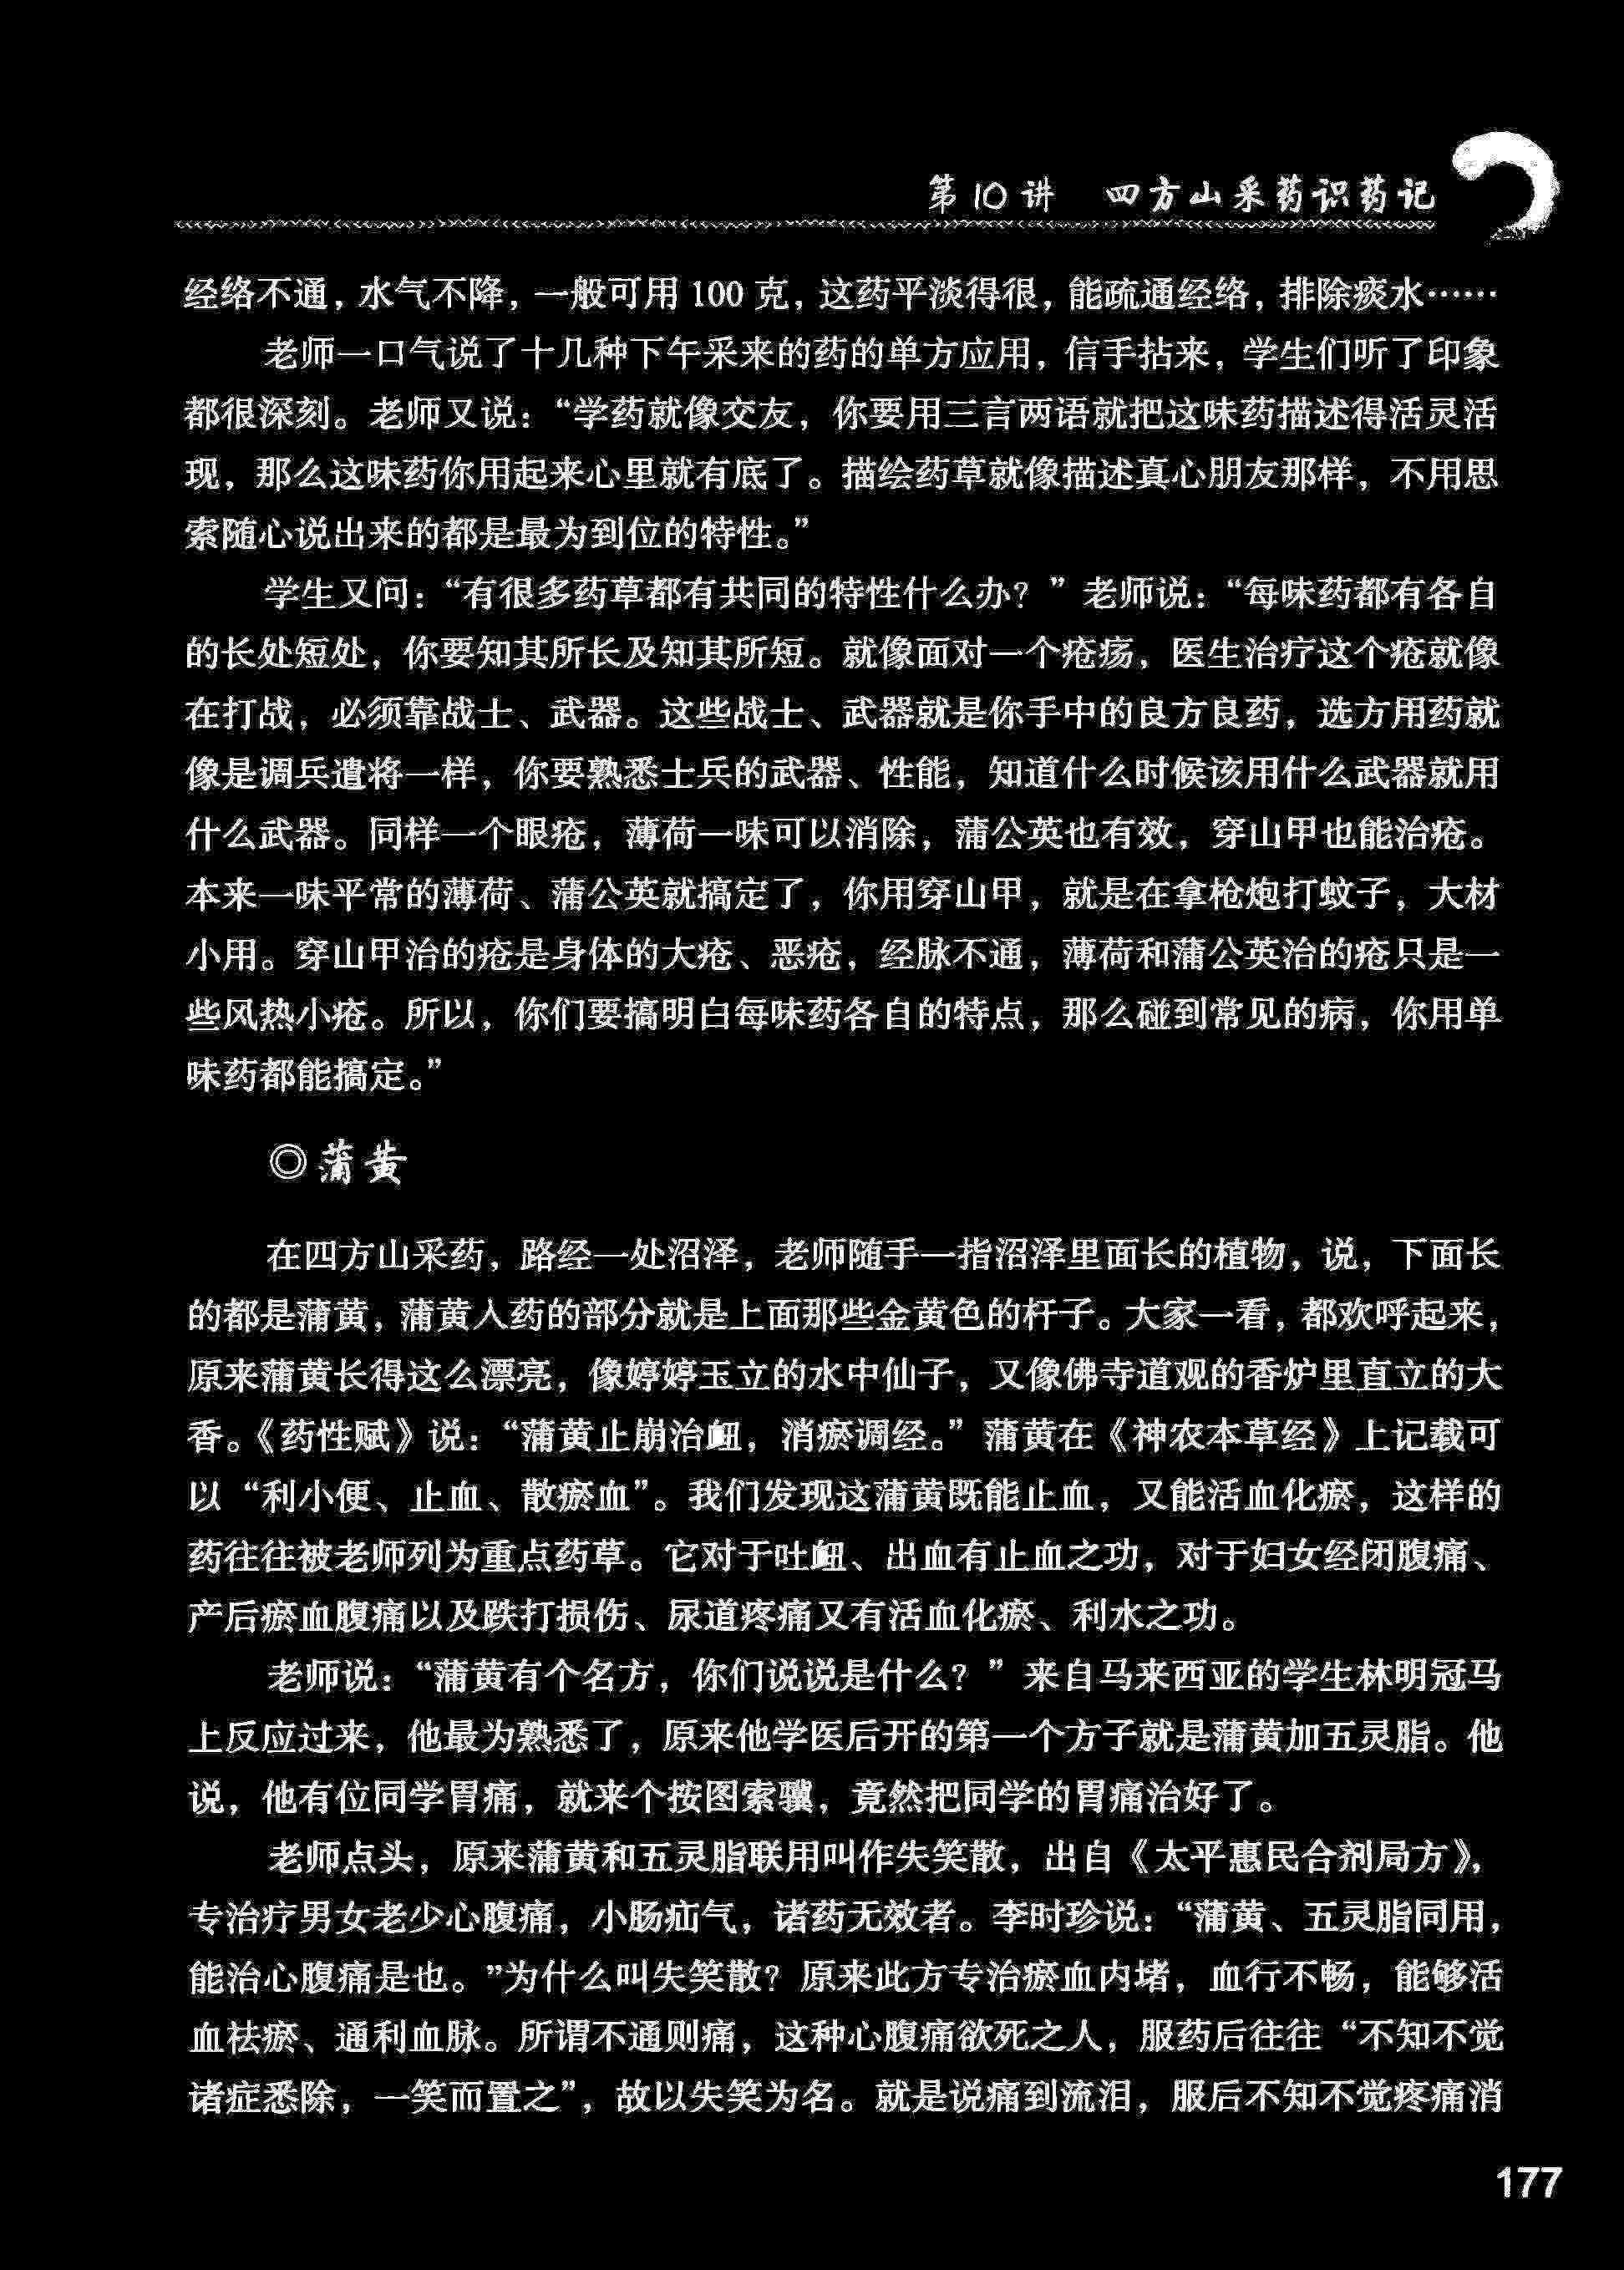 第10讲 四方山采药识药记
经络不通，水气不降，一般可用100克，这药平淡得很，能疏通经络，排除痰水……
老师一口气说了十几种下午采来的药的单方应用，信手拈来，学生们听了印象
都很深刻。老师又说：“学药就像交友，你要用三言两语就把这味药描述得活灵活
现，那么这味药你用起来心里就有底了。描绘药草就像描述真心朋友那样，不用思
索随心说出来的都是最为到位的特性。”
学生又问：“有很多药草都有共同的特性什么办？”老师说：“每味药都有各自
的长处短处，你要知其所长及知其所短。就像面对一个疮疡，医生治疗这个疮就像
在打战，必须靠战士、武器。这些战士、武器就是你手中的良方良药，选方用药就
像是调兵遣将一样，你要熟悉士兵的武器、性能，知道什么时候该用什么武器就用
什么武器。同样一个眼疮，薄荷一味可以消除，蒲公英也有效，穿山甲也能治疮。
本来一味平常的薄荷、蒲公英就搞定了，你用穿山甲，就是在拿枪炮打蚊子，大材
小用。穿山甲治的疮是身体的大疮、恶疮，经脉不通，薄荷和蒲公英治的疮只是一
些风热小疮。所以，你们要搞明白每味药各自的特点，那么碰到常见的病，你用单
味药都能搞定。”
◎蒲黄
在四方山采药，路经一处沼泽，老师随手一指沼泽里面长的植物，说，下面长
的都是蒲黄，蒲黄入药的部分就是上面那些金黄色的杆子。大家一看，都欢呼起来，
原来蒲黄长得这么漂亮，像婷婷玉立的水中仙子，又像佛寺道观的香炉里直立的大
香。《药性赋》说：“蒲黄止崩治衄，消瘀调经。”蒲黄在《神农本草经》上记载可
以“利小便、止血、散瘀血”。我们发现这蒲黄既能止血，又能活血化瘀，这样的
药往往被老师列为重点药草。它对于吐衄、出血有止血之功，对于妇女经闭腹痛、
产后瘀血腹痛以及跌打损伤、尿道疼痛又有活血化瘀、利水之功。
老师说：“蒲黄有个名方，你们说说是什么？”来自马来西亚的学生林明冠马
上反应过来，他最为熟悉了，原来他学医后开的第一个方子就是蒲黄加五灵脂。他
说，他有位同学胃痛，就来个按图索骥，竟然把同学的胃痛治好了。
老师点头，原来蒲黄和五灵脂联用叫作失笑散，出自《太平惠民合剂局方》，
专治疗男女老少心腹痛，小肠疝气，诸药无效者。李时珍说：“蒲黄、五灵脂同用，
能治心腹痛是也。”为什么叫失笑散？原来此方专治瘀血内堵，血行不畅，能够活
血祛瘀、通利血脉。所谓不通则痛，这种心腹痛欲死之人，服药后往往“不知不觉
诸症悉除，一笑而置之”，故以失笑为名。就是说痛到流泪，服后不知不觉疼痛消
177